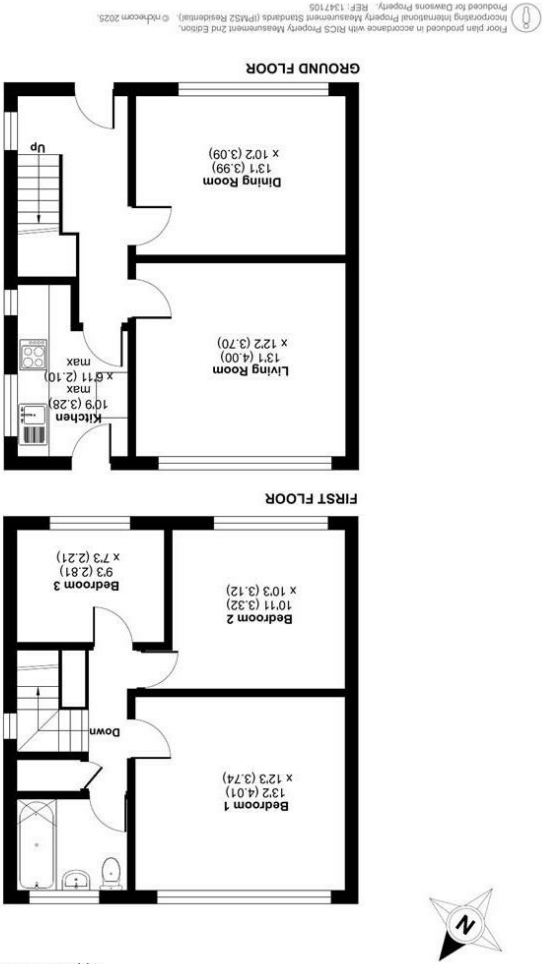 N
Bedroom 1
13'2 (4.01)
x 12'3 (3.74)
Down
Bedroom 2
10'11 (3.32)
x 10'3 (3.12)
Bedroom 3
9'3 (2.81)
x 7'3 (2.21)
FIRST FLOOR
Kitchen
10'9 (3.28)
max
x 6'11 (2.10)
max
Living Room
13'1 (4.00)
x 12'2 (3.70)
Dining Room
13'1 (3.99)
x 10'2 (3.09)
Up
GROUND FLOOR
Floor plan produced in accordance with RICS Property Measurement 2nd Edition,
Incorporating International Property Measurement Standards (IPMS2 Residential). © nichecom 2025.
Produced for Dawsons Property. REF: 1347105